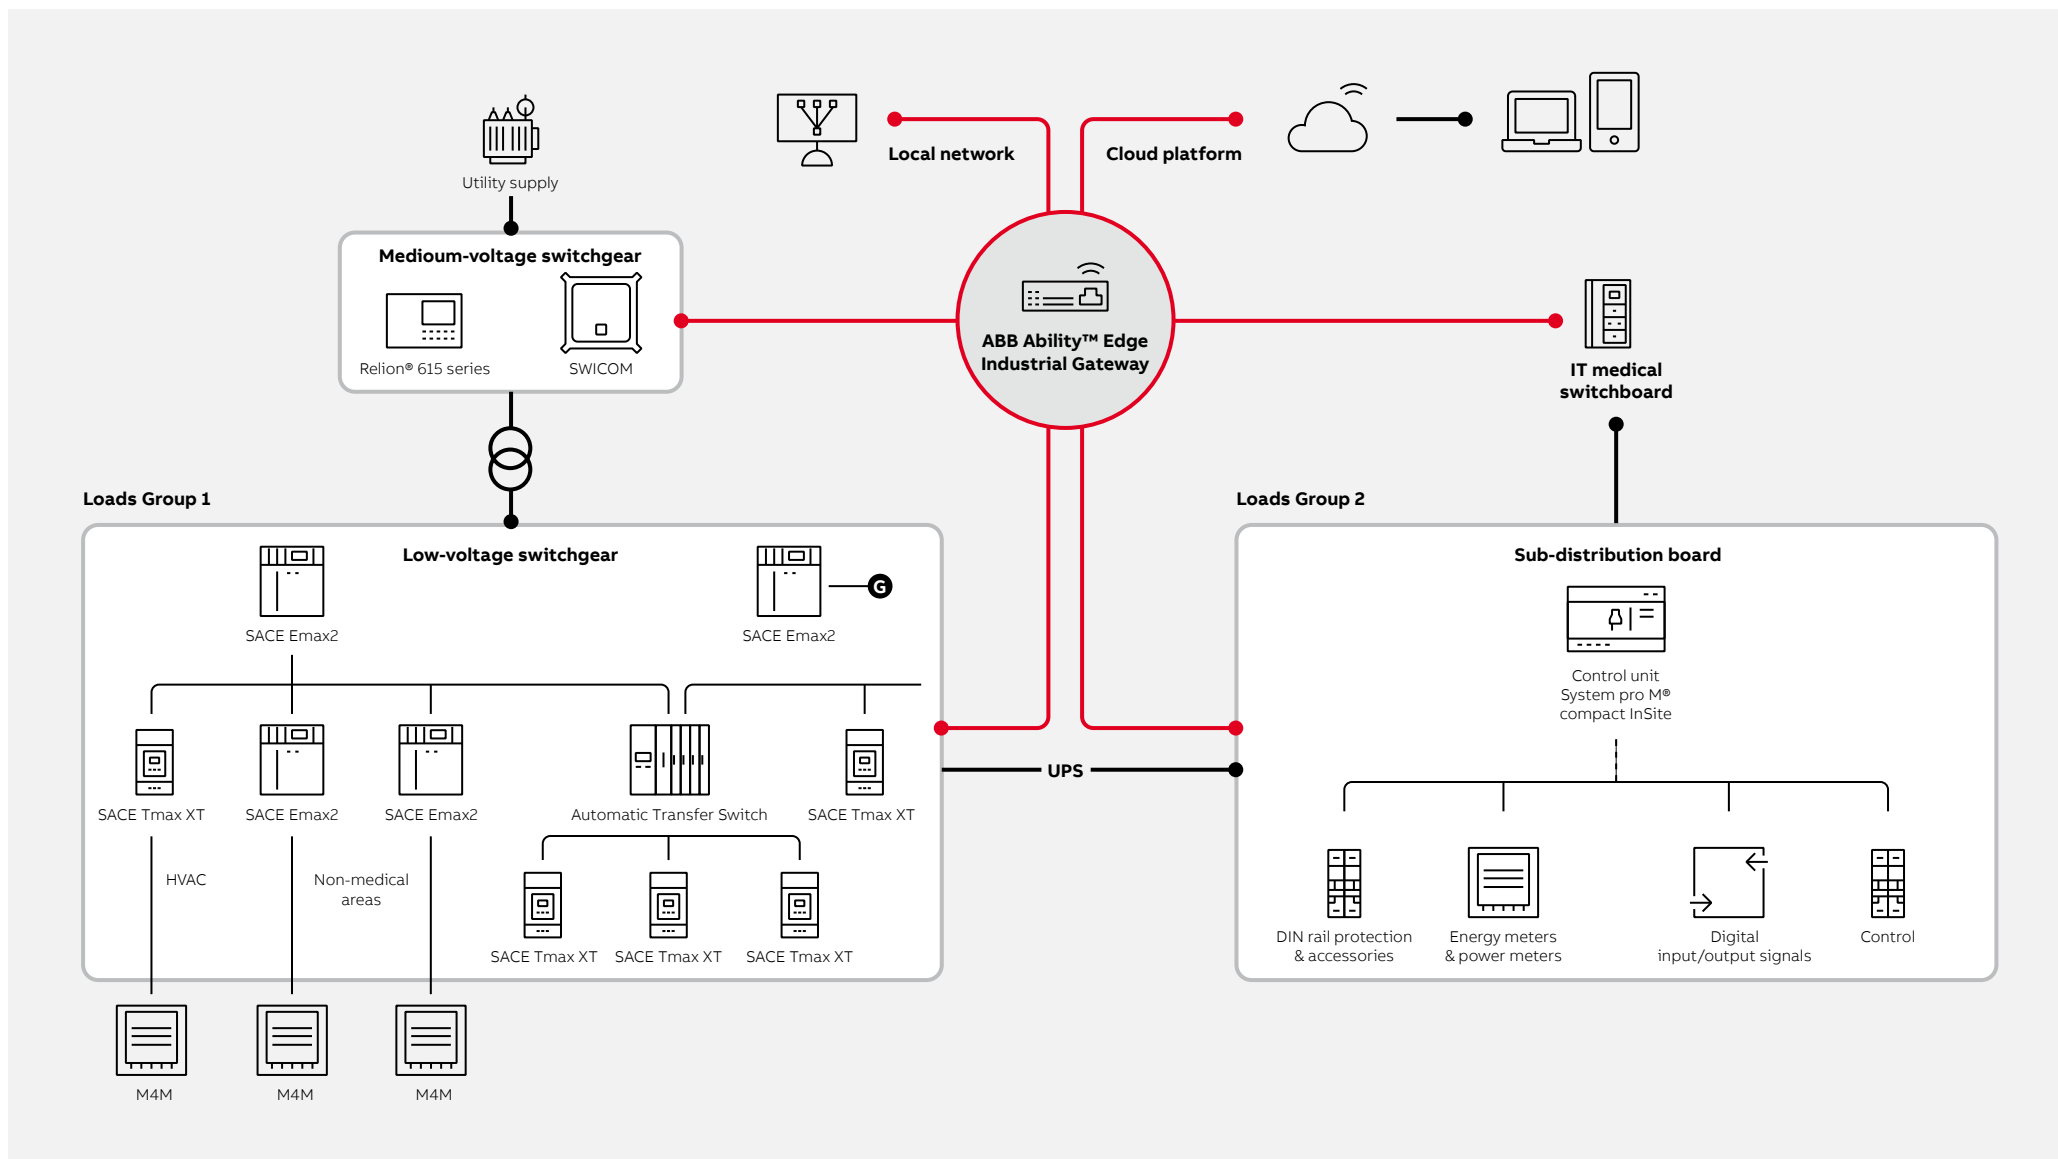 Utility supply
Local network
Cloud platform
Medioum-voltage switchgear
Relion® 615 series
SWICOM
ABB Ability™ Edge
Industrial Gateway
IT medical
switchboard
Loads Group 1
Low-voltage switchgear
SACE Emax2
SACE Emax2
G
SACE Tmax XT
SACE Emax2
SACE Emax2
Automatic Transfer Switch
SACE Tmax XT
HVAC
Non-medical
areas
SACE Tmax XT
SACE Tmax XT
SACE Tmax XT
M4M
M4M
M4M
UPS
Loads Group 2
Sub-distribution board
Control unit
System pro M®
compact InSite
DIN rail protection
& accessories
Energy meters
& power meters
Digital
input/output signals
Control